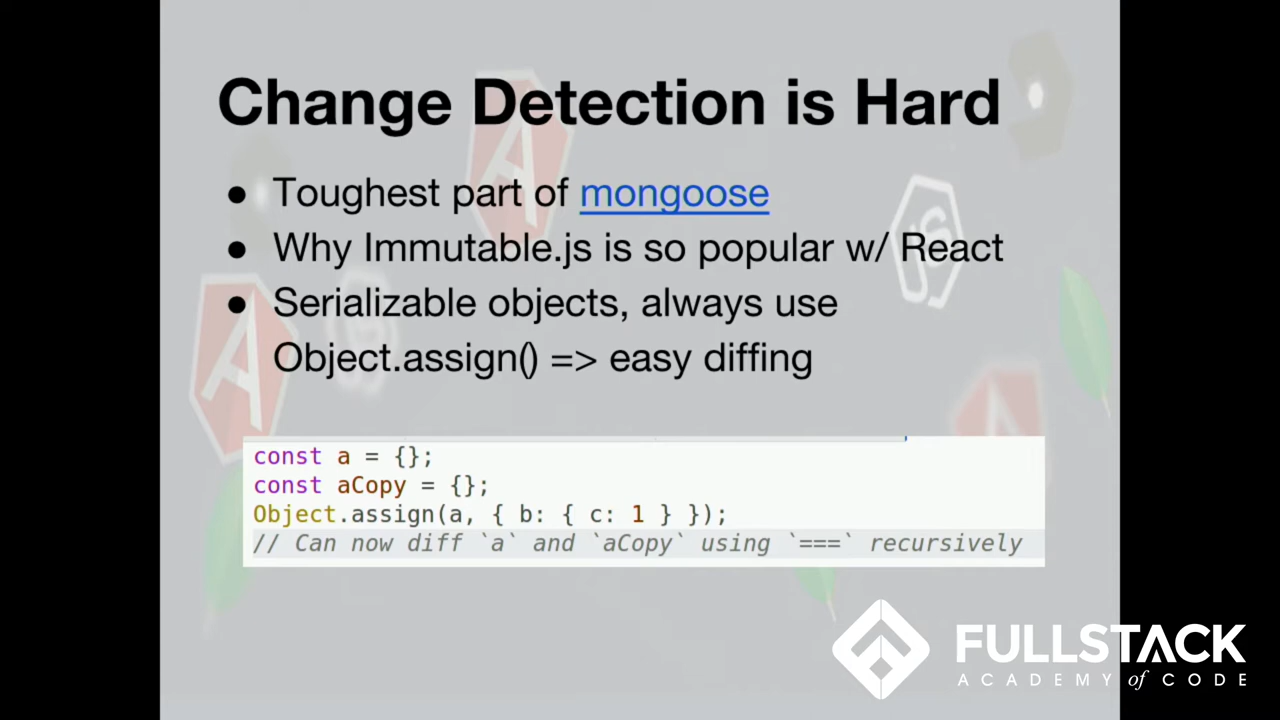 Change Detection is Hard
● Toughest part of mongoose
● Why Immutable.js is so popular w/ React
● Serializable objects, always use
Object.assign() => easy diffing
const a = {};
const aCopy = {};
Object.assign(a, { b: { c: 1 } });
// Can now diff `a` and `aCopy` using `===` recursively
FULLSTACK
ACADEMY of CODE